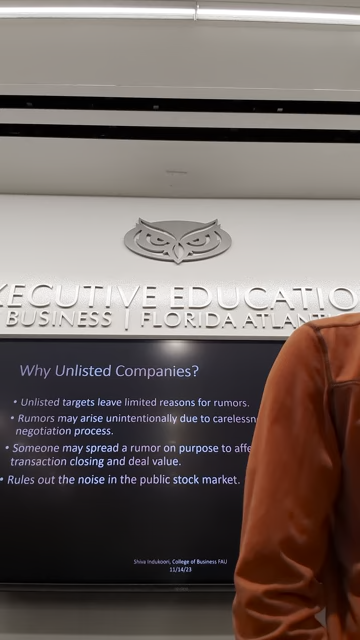 XECUTIVE EDUCATIO
BUSINESS | FLORIDA ATLANT
Why Unlisted Companies?
• Unlisted targets leave limited reasons for rumors.
• Rumors may arise unintentionally due to carelessn
negotiation process.
• Someone may spread a rumor on purpose to affe
transaction closing and deal value.
• Rules out the noise in the public stock market.
Shiva Indukoori, College of Business FAU
11/14/23